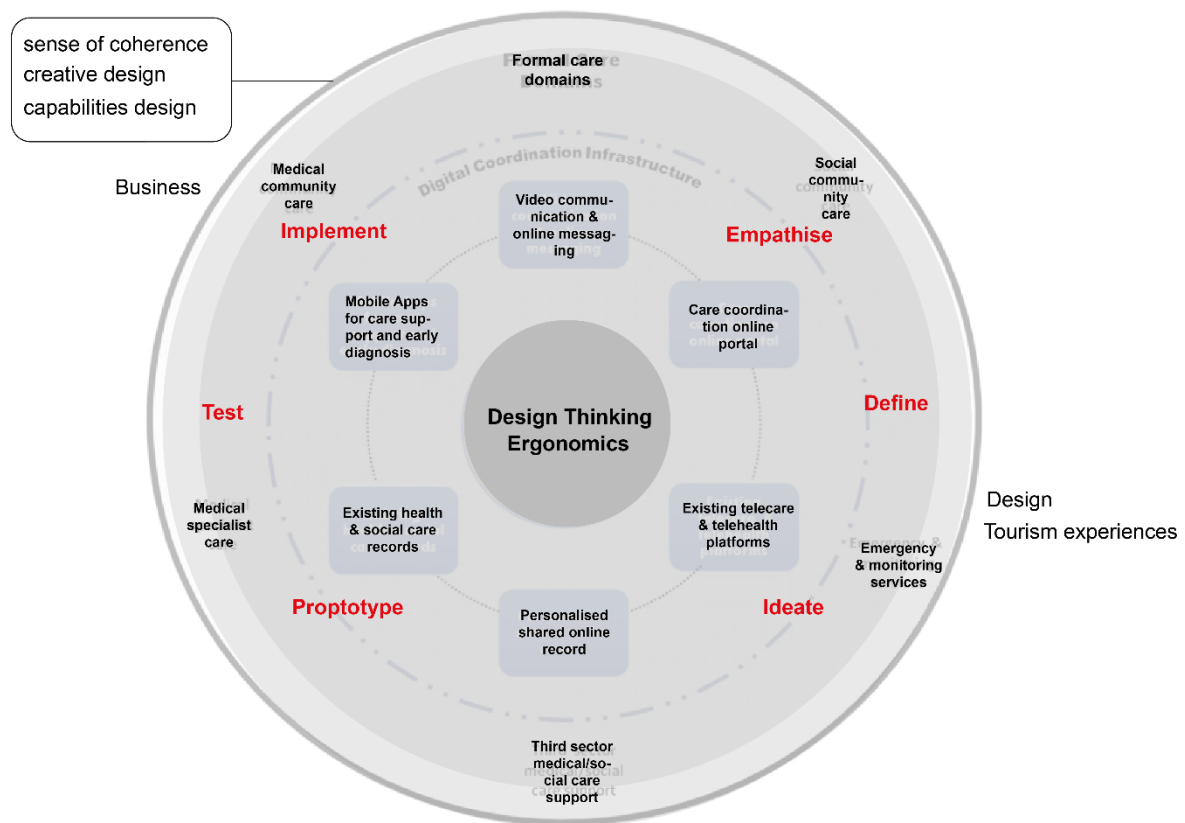 sense of coherence
creative design
capabilities design
Formal care
domains
Digital Coordination Infrastructure
Business
Medical
community
care
Social
commu-
nity
care
Implement
Empathise
Video commu-
nication &
online messag-
ing
Mobile Apps
for care sup-
port and early
diagnosis
Care coordina-
tion online
portal
Test
Define
Design Thinking
Ergonomics
Medical
specialist
care
Existing health
& social care
records
Existing telecare
& telehealth
platforms
Design
Tourism experiences
Emergency
& monitoring
services
Proptotype
Ideate
Personalised
shared online
record
Third sector
medical/so-
cial care
support